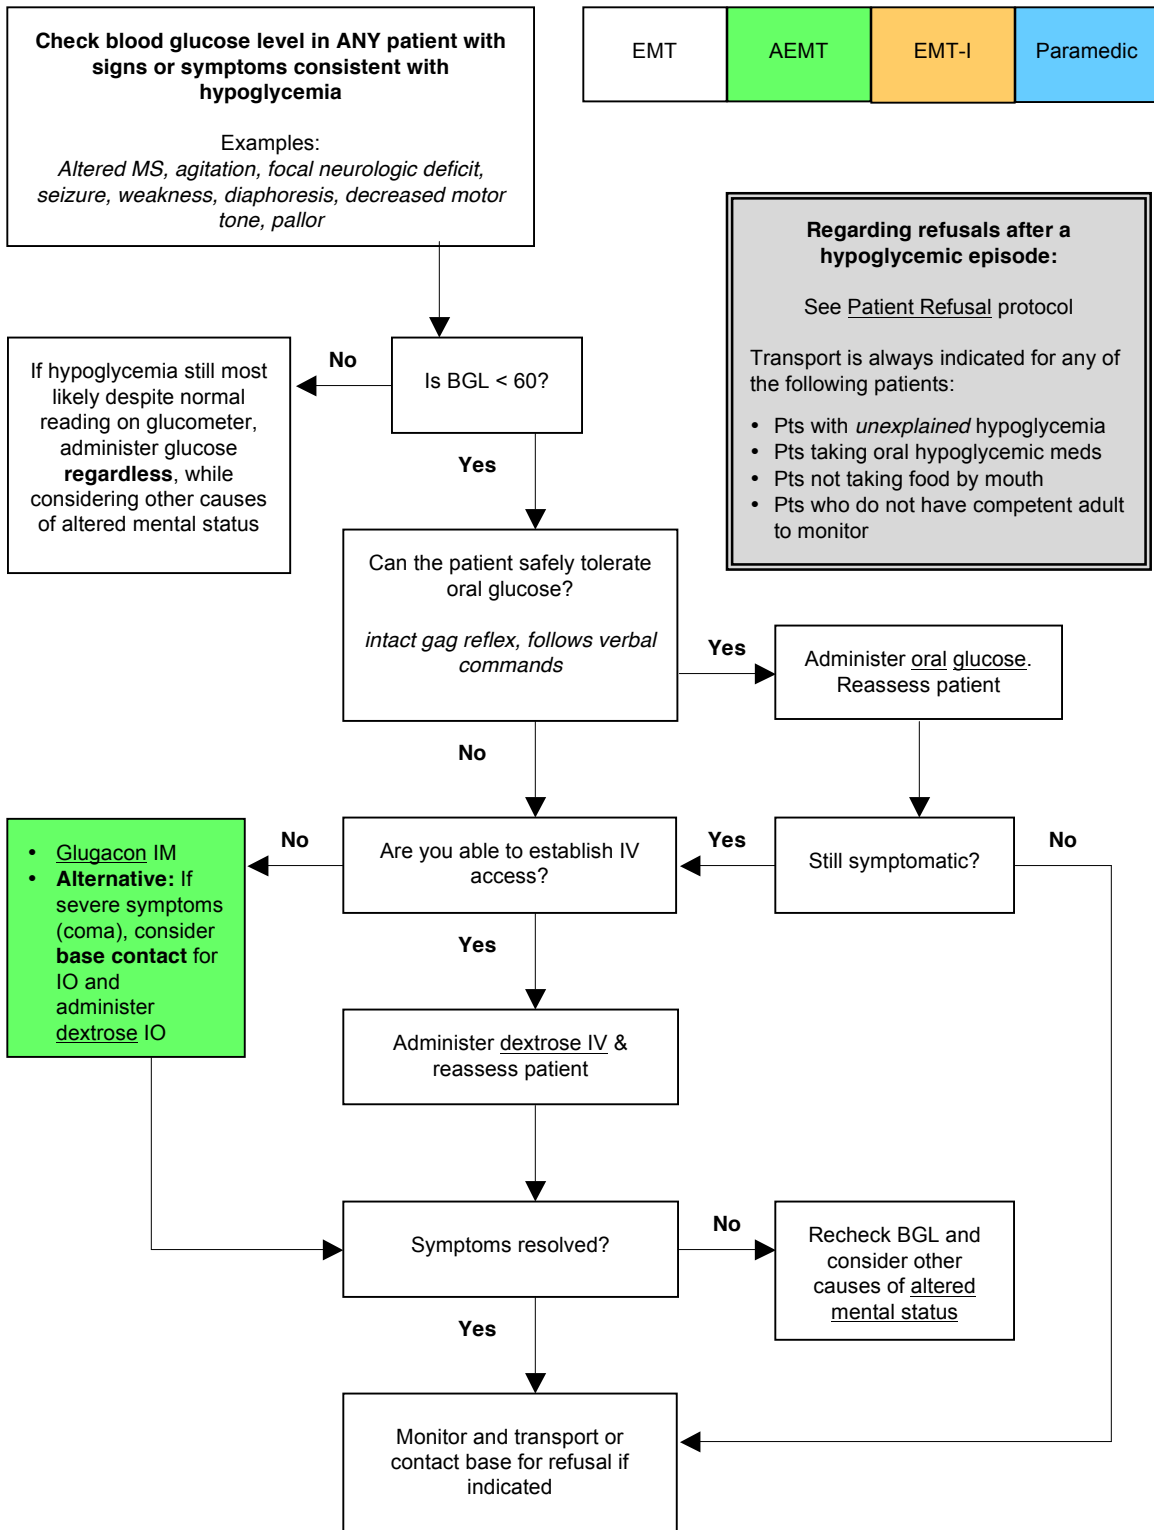 Check blood glucose level in ANY patient with
signs or symptoms consistent with
hypoglycemia
Examples:
Altered MS, agitation, focal neurologic deficit,
seizure, weakness, diaphoresis, decreased motor
tone, pallor
EMT
AEMT
EMT-I
Paramedic
Regarding refusals after a
hypoglycemic episode:
See Patient Refusal protocol
Transport is always indicated for any of
the following patients:
• Pts with unexplained hypoglycemia
• Pts taking oral hypoglycemic meds
• Pts not taking food by mouth
• Pts who do not have competent adult
to monitor
No
Is BGL < 60?
If hypoglycemia still most
likely despite normal
reading on glucometer,
administer glucose
regardless, while
considering other causes
of altered mental status
Yes
Can the patient safely tolerate
oral glucose?
intact gag reflex, follows verbal
commands
Yes
Administer oral glucose.
Reassess patient
No
• Glugacon IM
• Alternative: If
severe symptoms
(coma), consider
base contact for
IO and
administer
dextrose IO
No
Are you able to establish IV
access?
Yes
Still symptomatic?
No
Yes
Administer dextrose IV &
reassess patient
Symptoms resolved?
No
Recheck BGL and
consider other
causes of altered
mental status
Yes
Monitor and transport or
contact base for refusal if
indicated